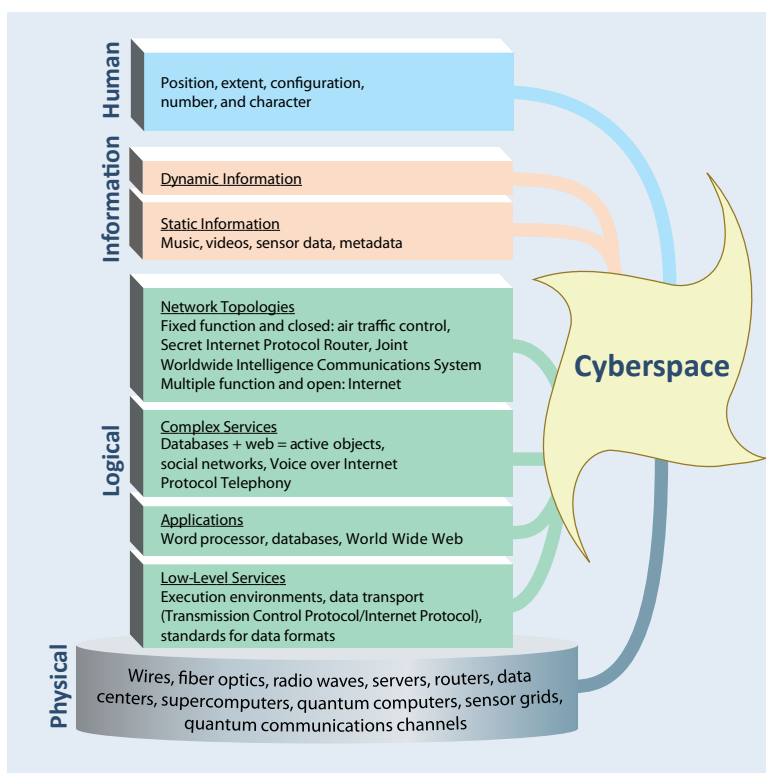 Human
Position, extent, configuration,
number, and character
Information
Dynamic Information
Static Information
Music, videos, sensor data, metadata
Logical
Network Topologies
Fixed function and closed: air traffic control,
Secret Internet Protocol Router, Joint
Worldwide Intelligence Communications System
Multiple function and open: Internet
Complex Services
Databases + web = active objects,
social networks, Voice over Internet
Protocol Telephony
Applications
Word processor, databases, World Wide Web
Low-Level Services
Execution environments, data transport
(Transmission Control Protocol/Internet Protocol),
standards for data formats
Physical
Wires, fiber optics, radio waves, servers, routers, data
centers, supercomputers, quantum computers, sensor grids,
quantum communications channels
Cyberspace